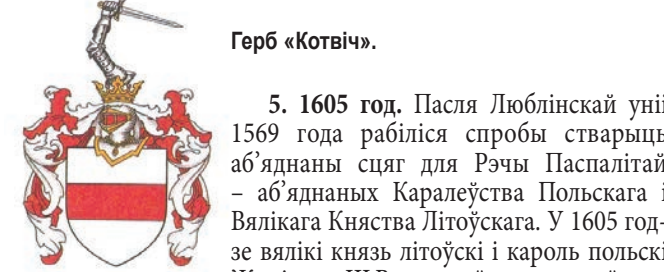 Герб «Котвіч».
5. 1605 год. Пасля Люблінскай уніі
1569 года рабіліся спробы стварыць
аб’яднаны сцяг для Рэчы Паспалітай
– аб’яднаных Каралеўства Польскага і
Вялікага Княства Літоўскага. У 1605 год-
зе вялікі князь літоўскі і кароль польскі